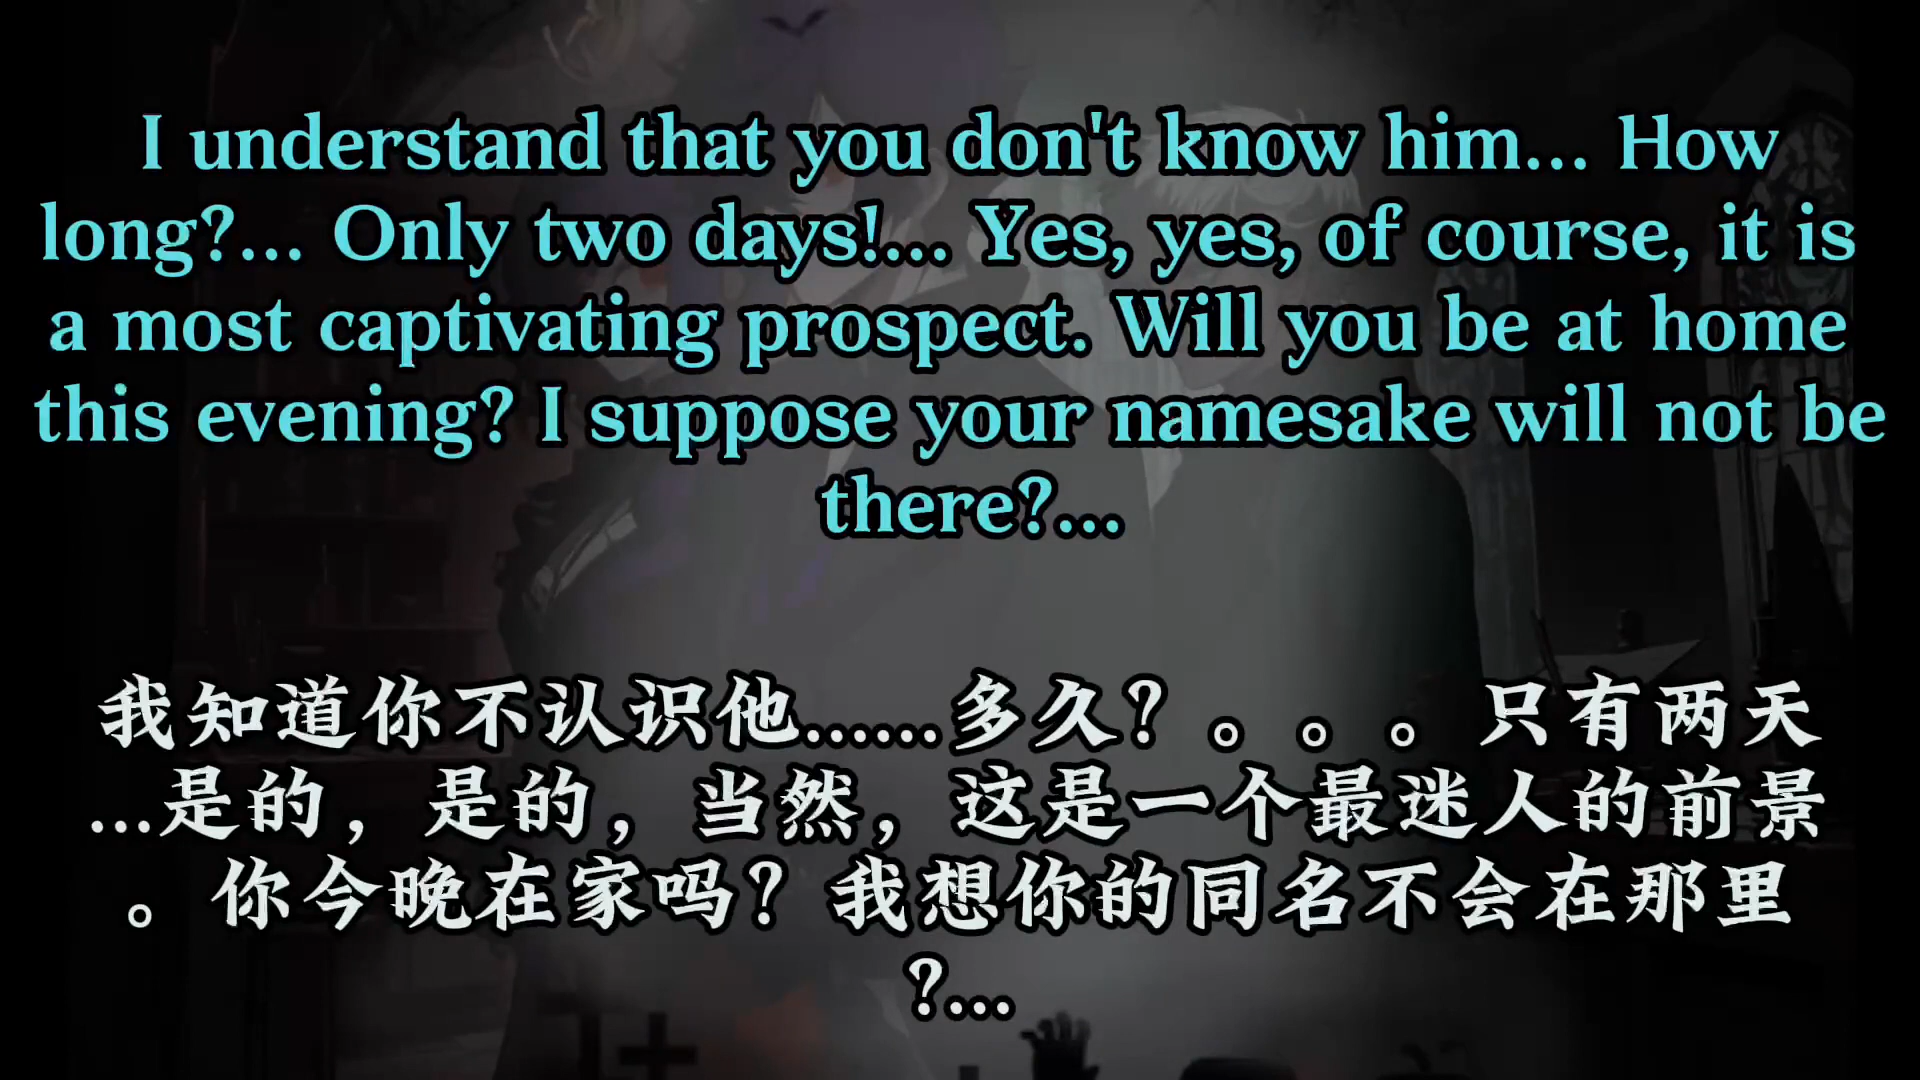 I understand that you don't know him... How
long?... Only two days!... Yes, yes, of course, it is
a most captivating prospect. Will you be at home
this evening? I suppose your namesake will not be
there?...
我知道你不认识他......多久？。。。只有两天
...是的，是的，当然，这是一个最迷人的前景
。你今晚在家吗？我想你的同名不会在那里
?...